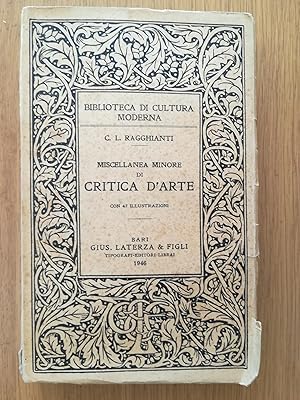 BIBLIOTECA DI CULTURA
MODERNA
C. L. RAGGHIANTI
MISCELLANEA MINORE
DI
CRITICA D'ARTE
CON 47 ILLUSTRAZIONI
BARI
GIUS. LATERZA & FIGLI
TIPOGRAFI-EDITORI-LIBRAI
1946